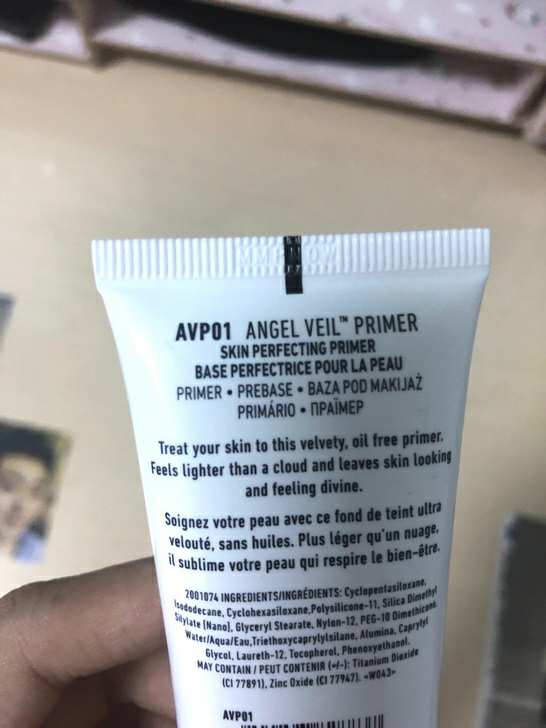 AVP01 ANGEL VEIL™ PRIMER
SKIN PERFECTING PRIMER
BASE PERFECTRICE POUR LA PEAU
PRIMER • PREBASE • BAZA POD MAKIJAŻ
PRIMÁRIO • ПРАЙМЕР
Treat your skin to this velvety, oil free primer.
Feels lighter than a cloud and leaves skin looking
and feeling divine.
Soignez votre peau avec ce fond de teint ultra
velouté, sans huiles. Plus léger qu'un nuage,
il sublime votre peau qui respire le bien-être.
2001074 INGREDIENTS/INGRÉDIENTS: Cyclopentasiloxane,
Isododecane, Cyclohexasiloxane, Polysilicone-11, Silica Dimethyl
Silylate [Nano], Glyceryl Stearate, Nylon-12, PEG-10 Dimethicone,
Water/Aqua/Eau, Triethoxycaprylylsilane, Alumina, Caprylyl
Glycol, Laureth-12, Tocopherol, Phenoxyethanol.
MAY CONTAIN / PEUT CONTENIR (+/-): Titanium Dioxide
(CI 77891), Zinc Oxide (CI 77947). <W043>
AVP01